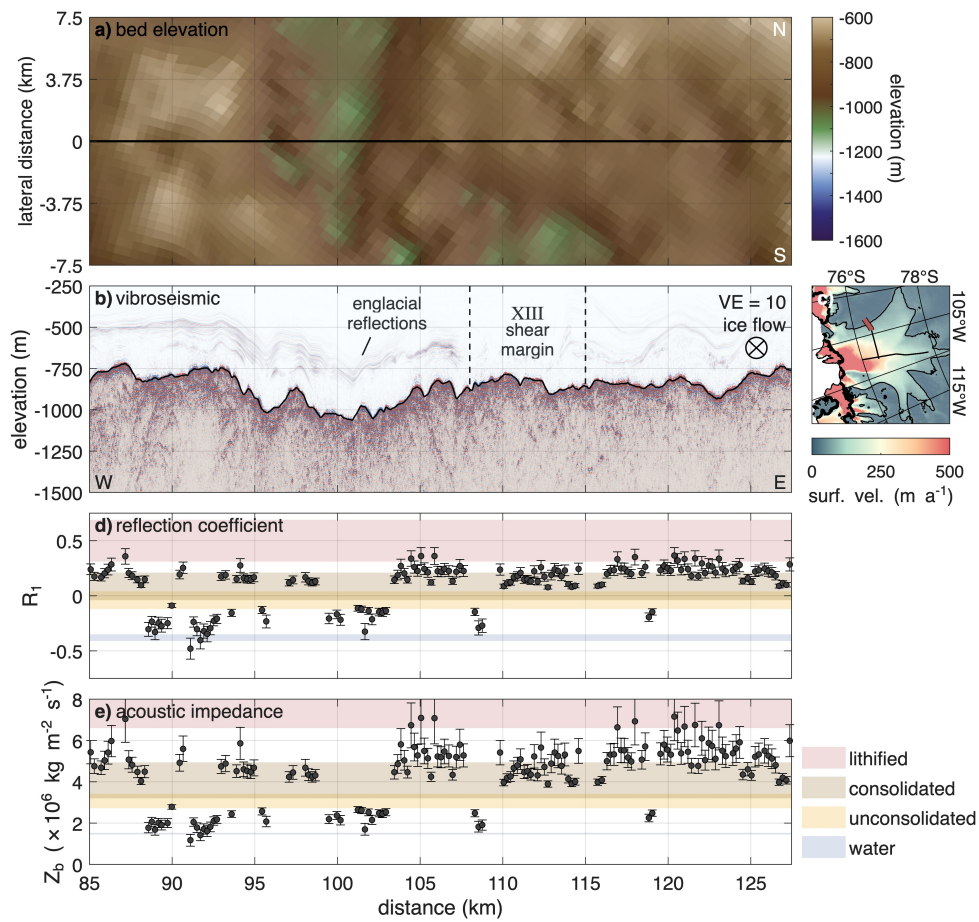 a) bed elevation
N
S
7.5
3.75
0
-3.75
-7.5
lateral distance (km)
-600
-800
-1000
-1200
-1400
-1600
elevation (m)
b) vibroseismic
englacial
reflections
XIII
shear
margin
VE = 10
ice flow
W
E
-250
-500
-750
-1000
-1250
-1500
elevation (m)
76°S
78°S
105°W
115°W
0
250
500
surf. vel. (m a⁻¹)
d) reflection coefficient
0.5
0
-0.5
R₁
e) acoustic impedance
8
6
4
2
0
Z_b (×10⁶ kg m⁻² s⁻¹)
85
90
95
100
105
110
115
120
125
distance (km)
lithified
consolidated
unconsolidated
water